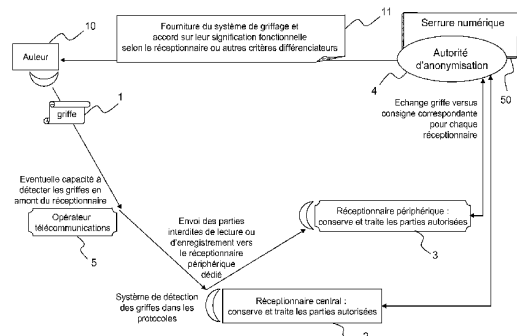 10
Auteur
Fourniture du système de griffage et
accord sur leur signification fonctionnelle
selon le réceptionnaire ou autres critères différenciateurs
11
Serrure numérique
Autorité
d'anonymisation
4
50
1
griffe
Echange griffe versus
consigne correspondante
pour chaque
réceptionnaire
Eventuelle capacité à
détecter les griffes en
amont du réceptionnaire
Opérateur
télécommunications
5
Envoi des parties
interdites de lecture ou
d'enregistrement vers
le réceptionnaire
périphérique
dédié
Réceptionnaire périphérique :
conserve et traite les parties autorisées
3
Système de détection
des griffes dans les
protocoles
Réceptionnaire central :
conserve et traite les parties autorisées
2